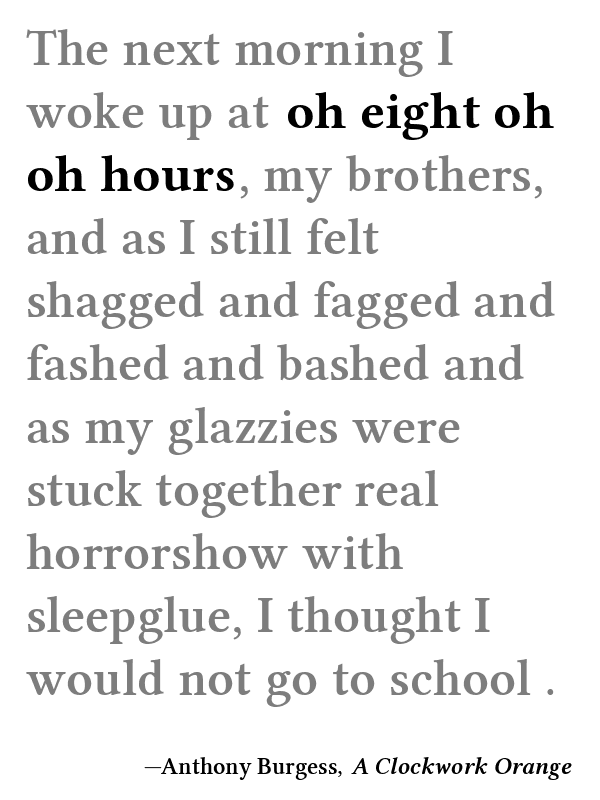 The next morning I
woke up at oh eight oh
oh hours, my brothers,
and as I still felt
shagged and fagged and
fashed and bashed and
as my glazzies were
stuck together real
horrorshow with
sleepglue, I thought I
would not go to school .
—Anthony Burgess, A Clockwork Orange